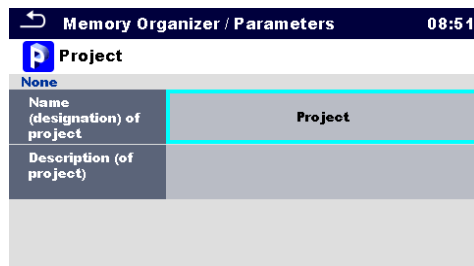 Memory Organizer / Parameters 08:51
P Project
None
Name
(designation) of
project
Project
Description (of
project)